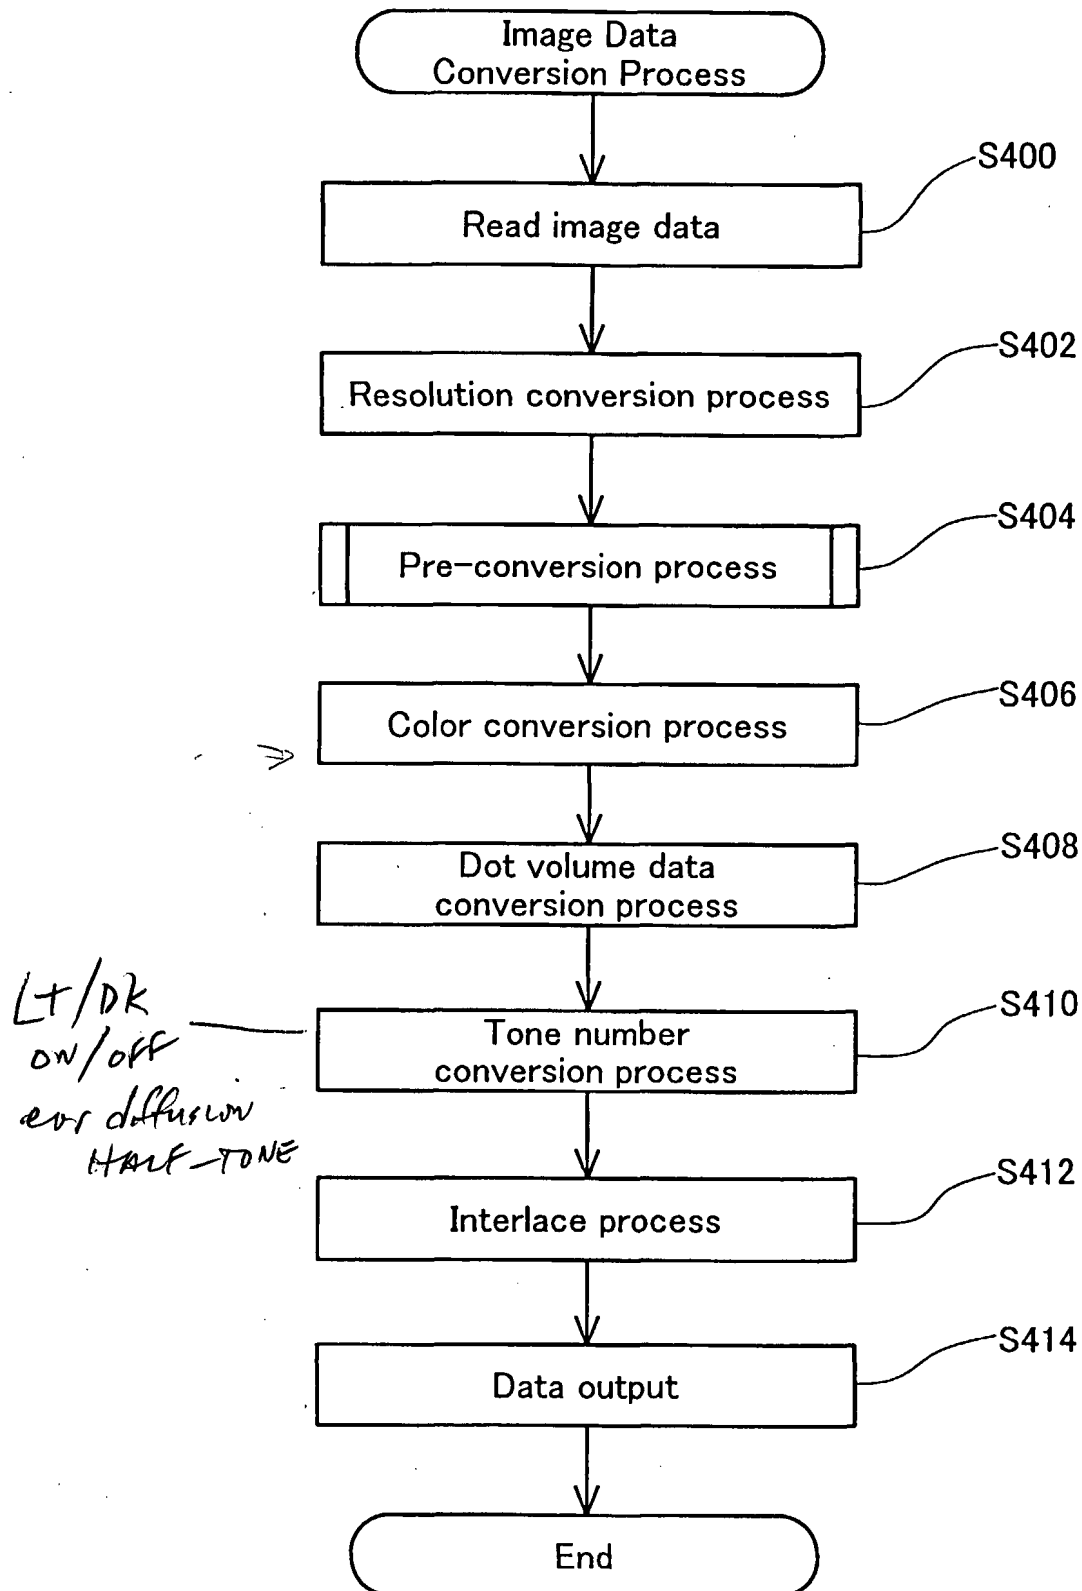 Image Data
Conversion Process
S400
Read image data
S402
Resolution conversion process
S404
Pre-conversion process
S406
Color conversion process
S408
Dot volume data
conversion process
LT/DK
ON/OFF
err diffusion
HALF-TONE
S410
Tone number
conversion process
S412
Interlace process
S414
Data output
End